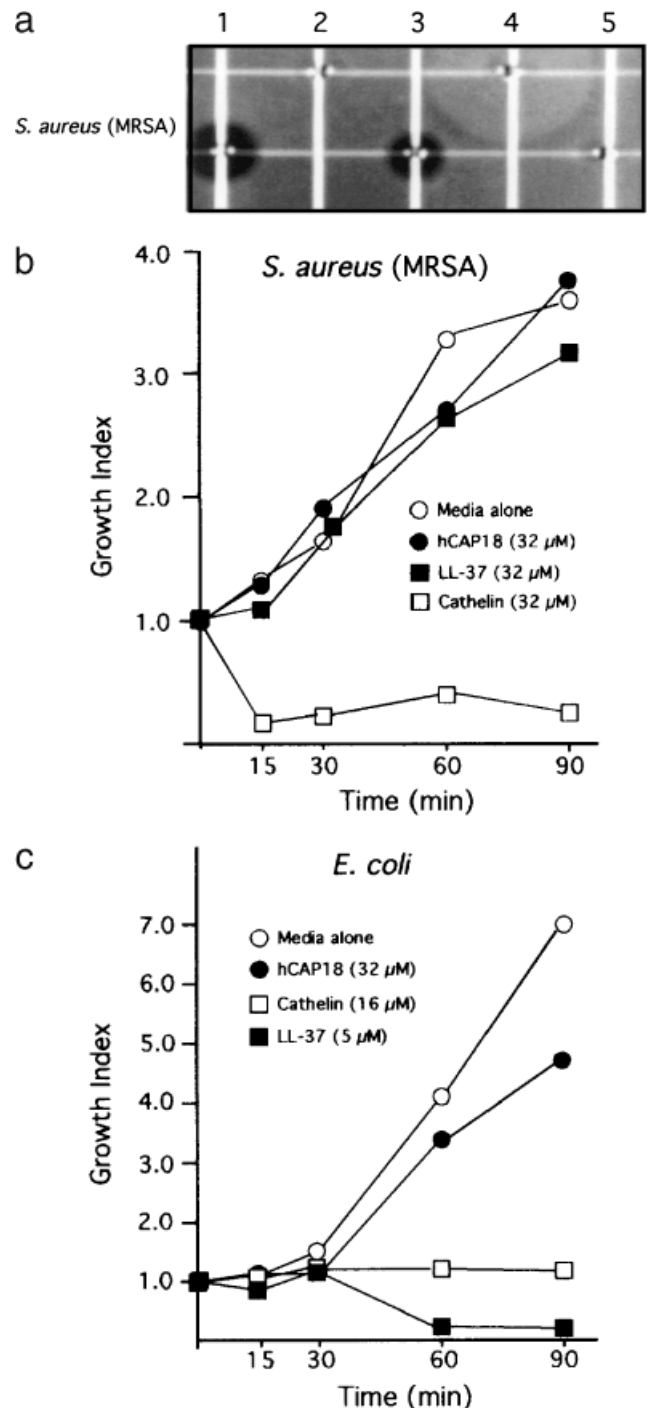 a
1 2 3 4 5
S. aureus (MRSA)
b
S. aureus (MRSA)
4.0
3.0
2.0
1.0
Growth Index
Media alone
hCAP18 (32 µM)
LL-37 (32 µM)
Cathelin (32 µM)
15 30 60 90
Time (min)
c
E. coli
7.0
6.0
5.0
4.0
3.0
2.0
1.0
Growth Index
Media alone
hCAP18 (32 µM)
Cathelin (16 µM)
LL-37 (5 µM)
15 30 60 90
Time (min)